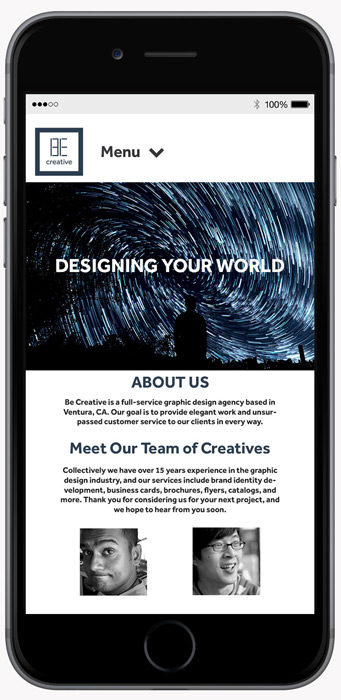 100%
BE
creative
Menu
DESIGNING YOUR WORLD
ABOUT US
Be Creative is a full-service graphic design agency based in
Ventura, CA. Our goal is to provide elegant work and unsur-
passed customer service to our clients in every way.
Meet Our Team of Creatives
Collectively we have over 15 years experience in the graphic
design industry, and our services include brand identity de-
velopment, business cards, brochures, flyers, catalogs, and
more. Thank you for considering us for your next project, and
we hope to hear from you soon.